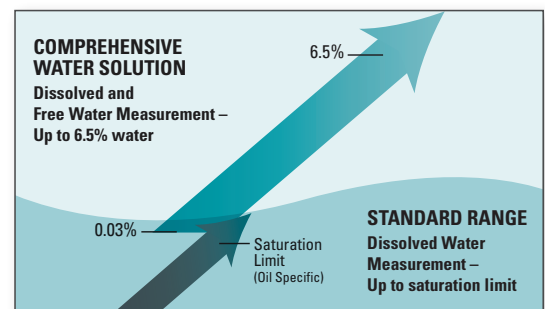 COMPREHENSIVE
WATER SOLUTION
Dissolved and
Free Water Measurement –
Up to 6.5% water
6.5%
0.03%
Saturation
Limit
(Oil Specific)
STANDARD RANGE
Dissolved Water
Measurement –
Up to saturation limit